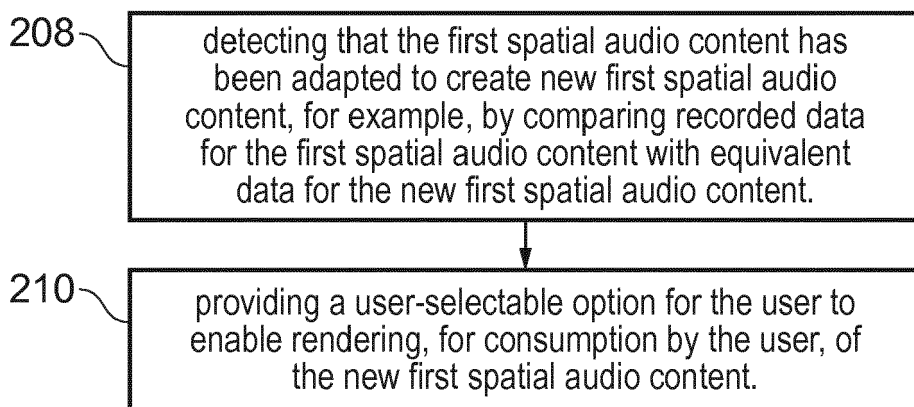 208
detecting that the first spatial audio content has
been adapted to create new first spatial audio
content, for example, by comparing recorded data
for the first spatial audio content with equivalent
data for the new first spatial audio content.
210
providing a user-selectable option for the user to
enable rendering, for consumption by the user, of
the new first spatial audio content.